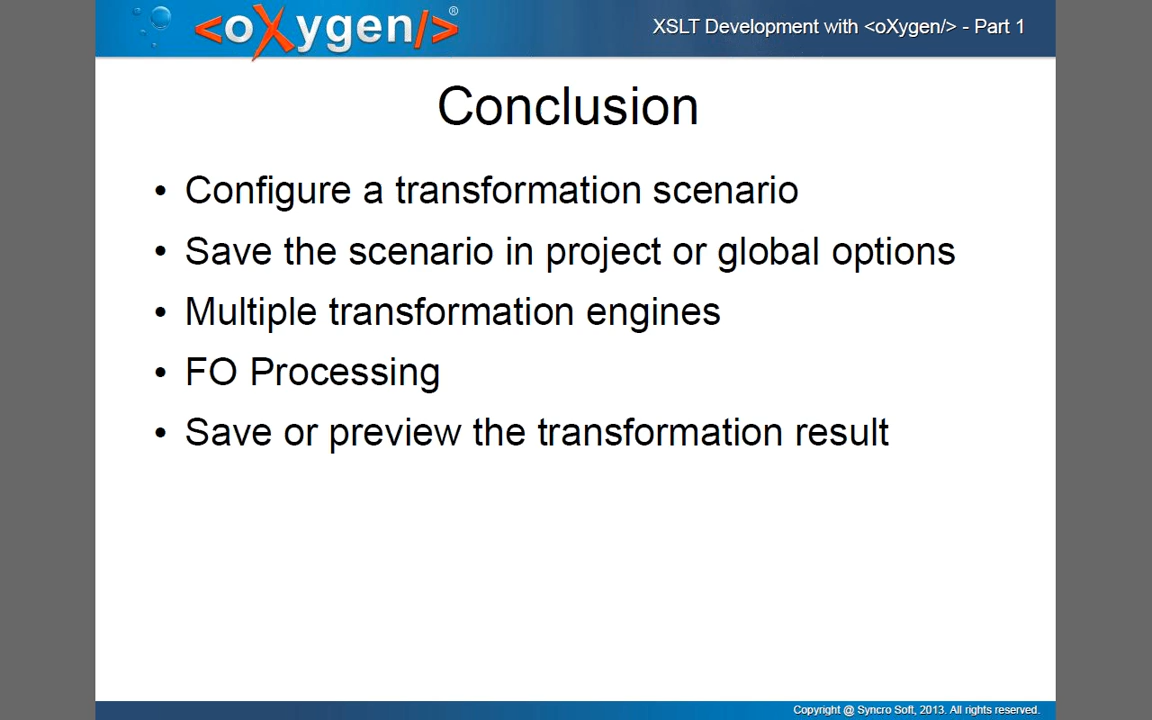 <oXygen/>®
XSLT Development with <oXygen/> - Part 1
Conclusion
• Configure a transformation scenario
• Save the scenario in project or global options
• Multiple transformation engines
• FO Processing
• Save or preview the transformation result
Copyright @ Syncro Soft, 2013. All rights reserved.